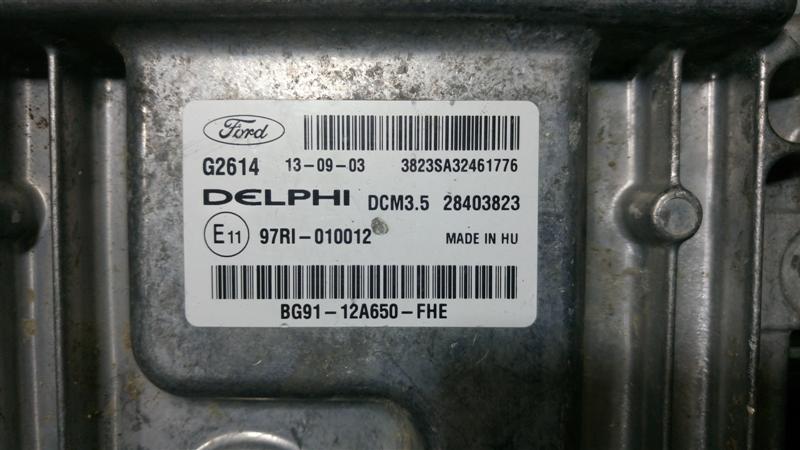 Ford
G2614 13-09-03 3823SA32461776
DELPHI DCM3.5 28403823
E11 97RI-010012 MADE IN HU
BG91-12A650-FHE